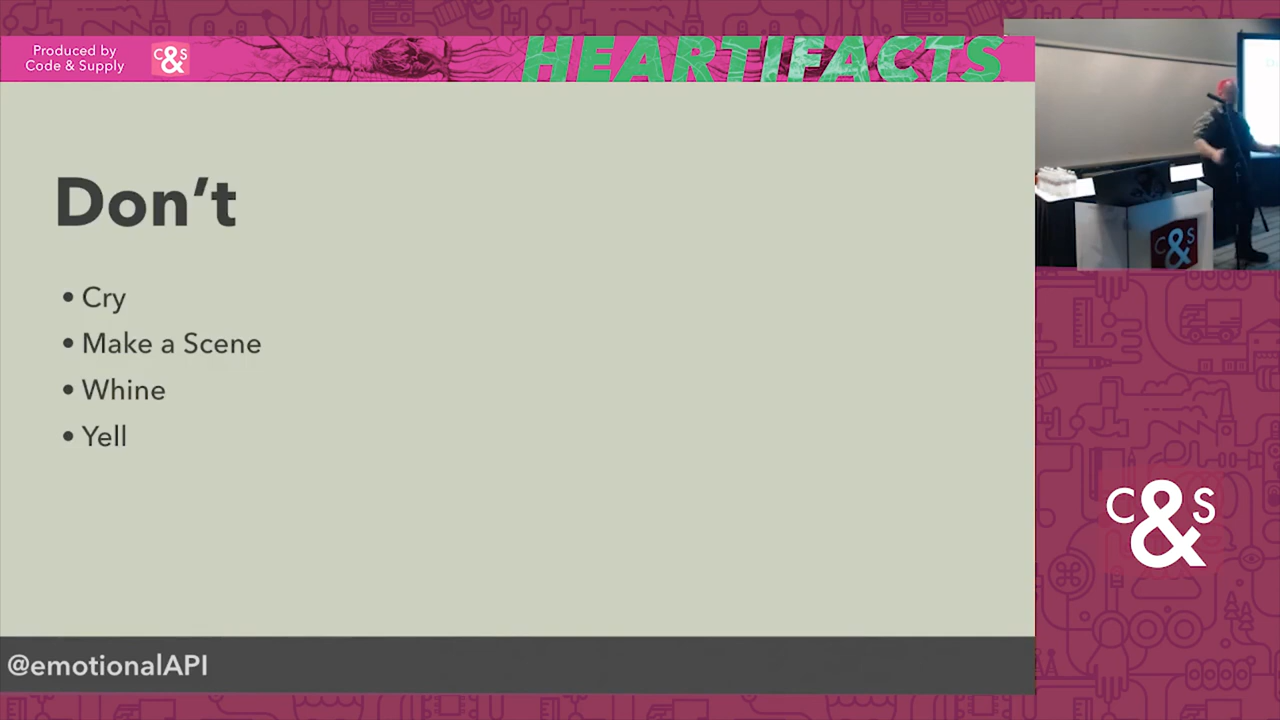 Produced by
Code & Supply
C&S
HEARTIFACTS
Don't
• Cry
• Make a Scene
• Whine
• Yell
@emotionalAPI
C&S
C&S